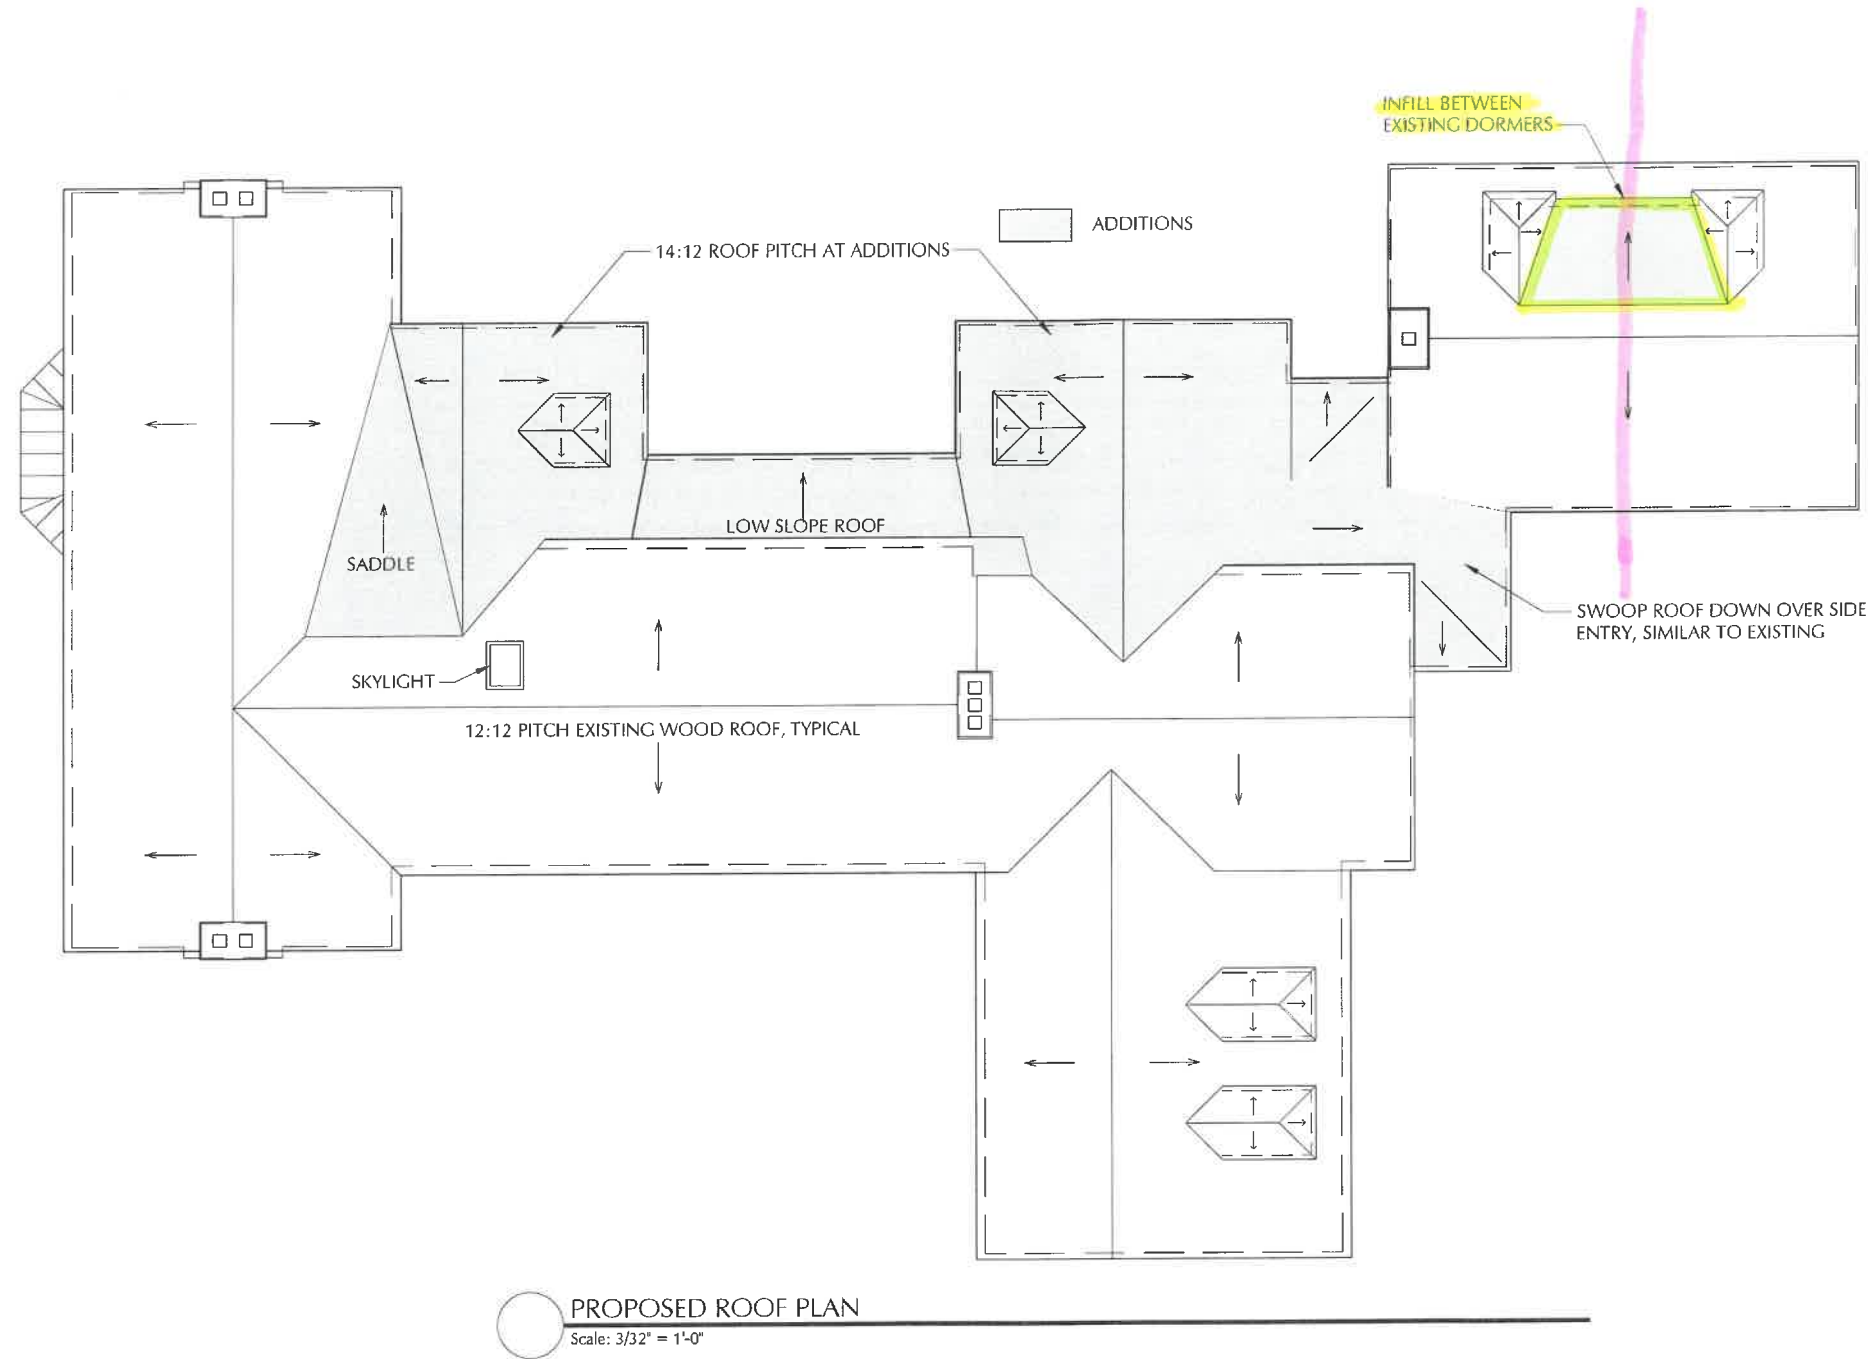 INFILL BETWEEN
EXISTING DORMERS
ADDITIONS
14:12 ROOF PITCH AT ADDITIONS
LOW SLOPE ROOF
SADDLE
SWOOP ROOF DOWN OVER SIDE
ENTRY, SIMILAR TO EXISTING
SKYLIGHT
12:12 PITCH EXISTING WOOD ROOF, TYPICAL
PROPOSED ROOF PLAN
Scale: 3/32" = 1'-0"